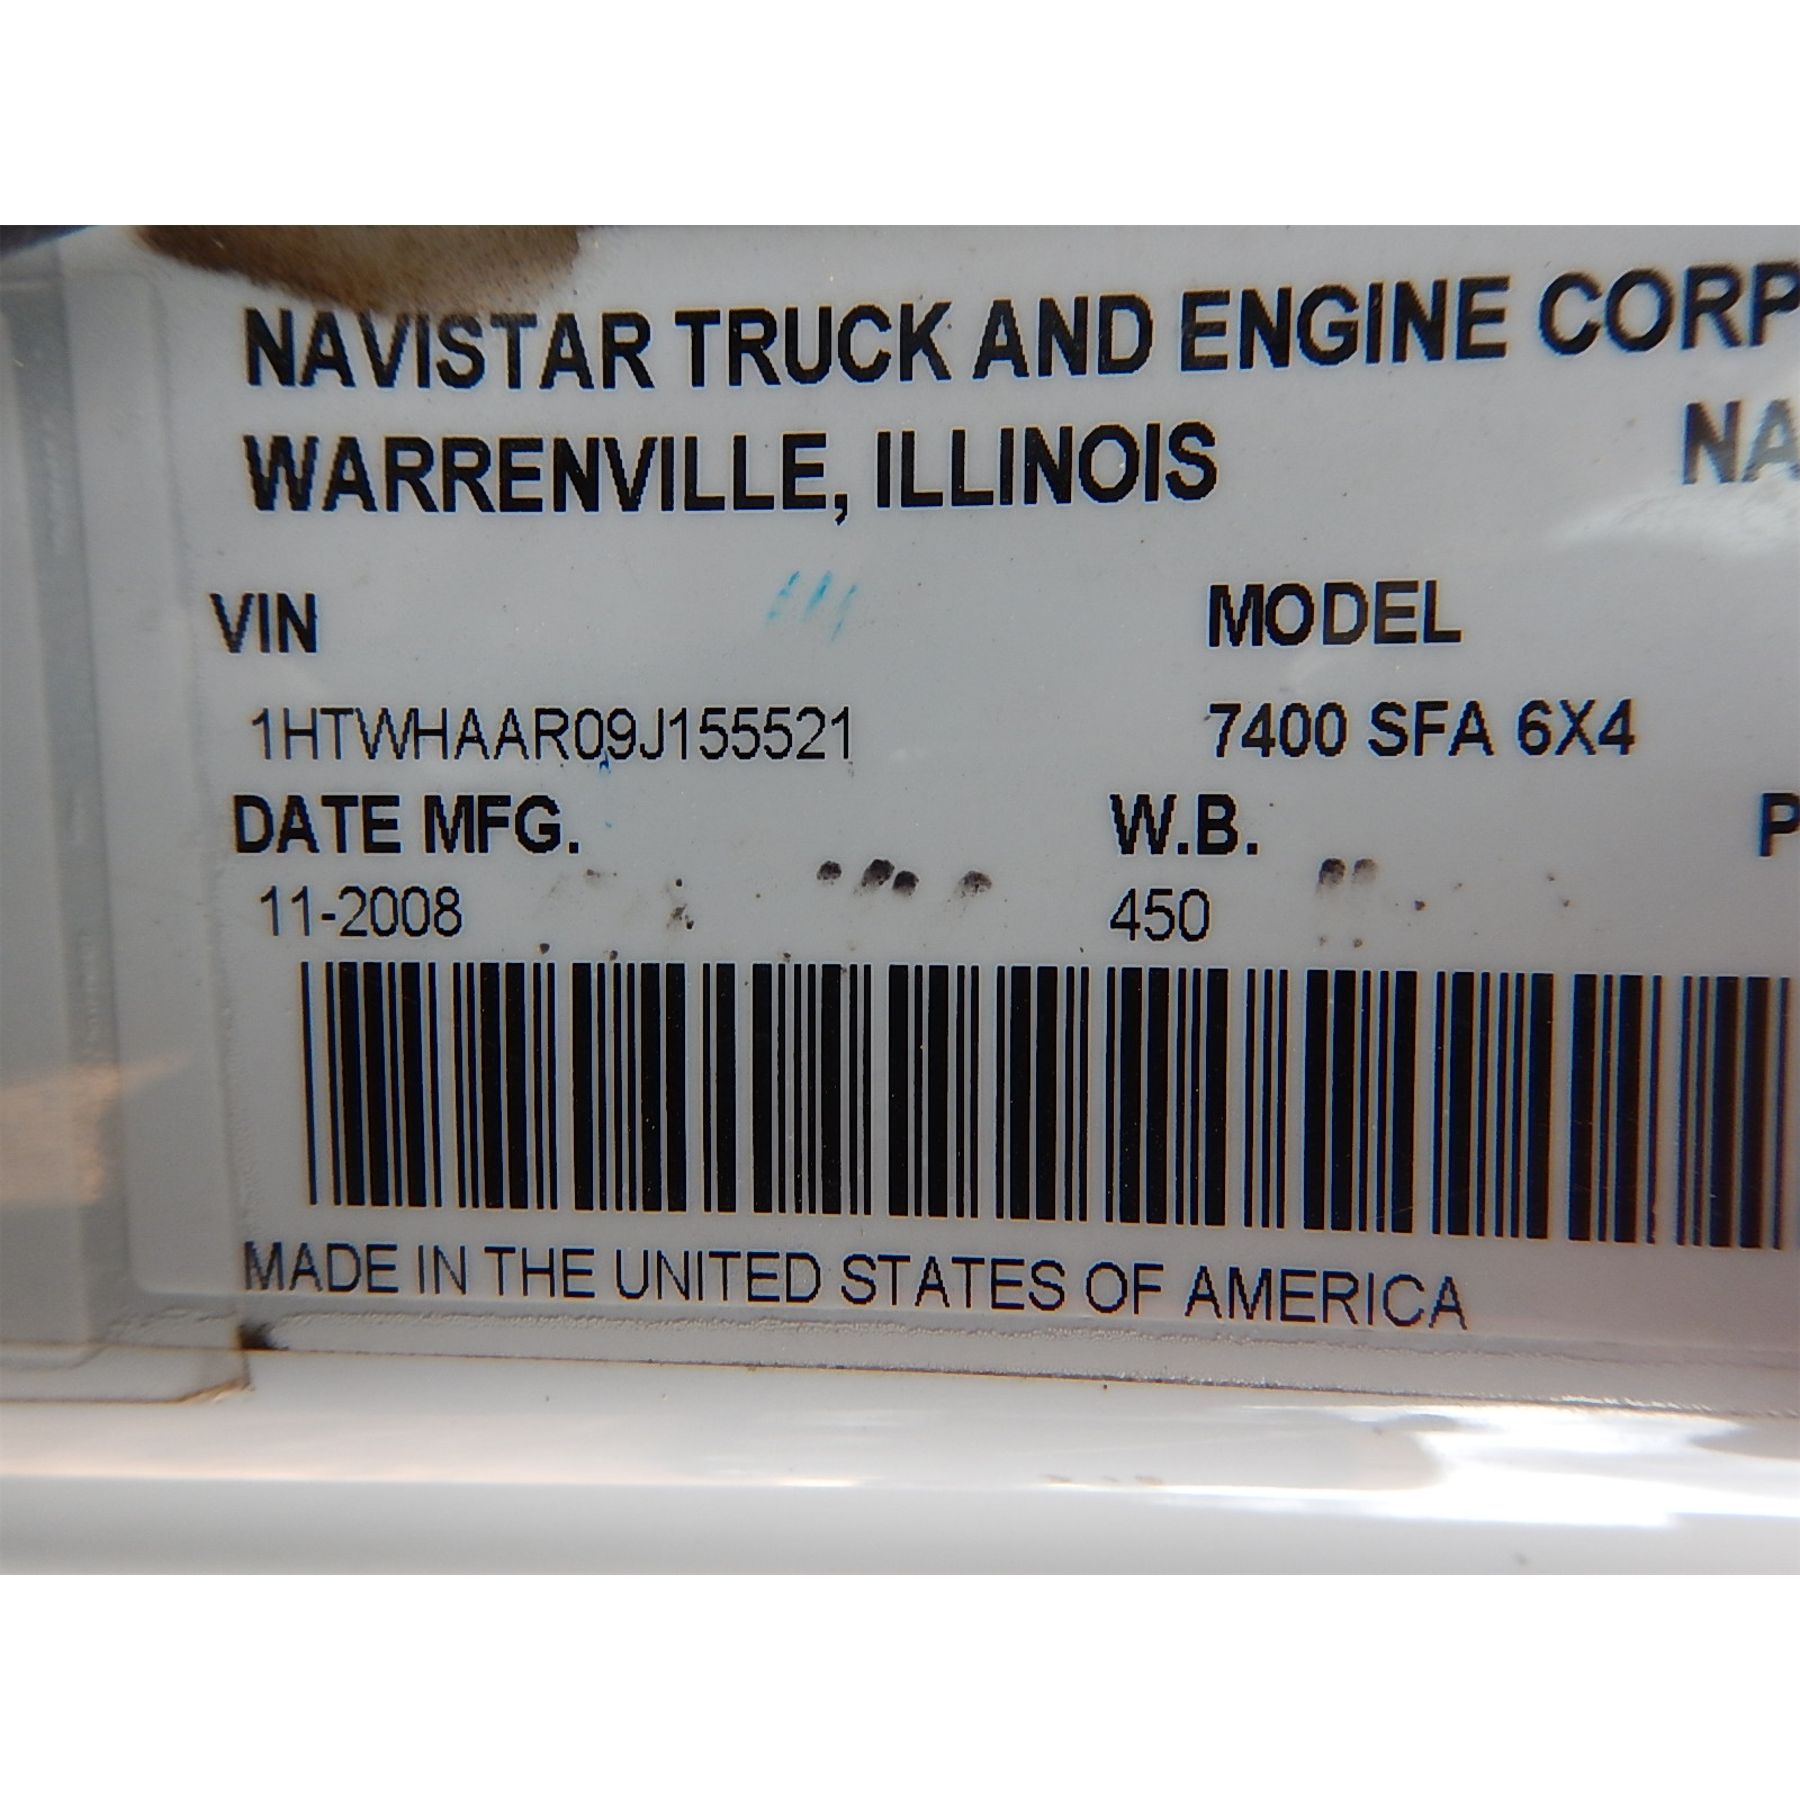 NAVISTAR TRUCK AND ENGINE CORP
WARRENVILLE, ILLINOIS NA
VIN MODEL
1HTWHAAR09J155521 7400 SFA 6X4
DATE MFG. W.B. P
11-2008 450
MADE IN THE UNITED STATES OF AMERICA